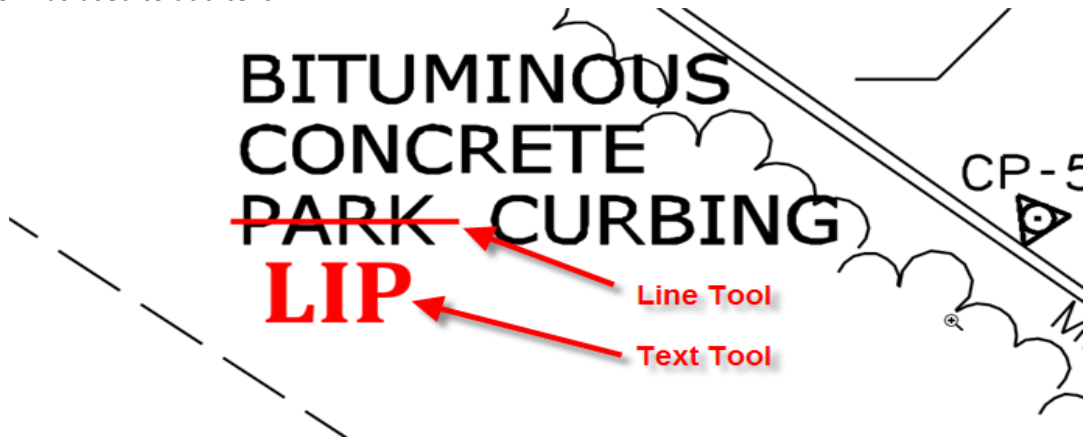 BITUMINOUS
CONCRETE
PARK CURBING
LIP
Line Tool
Text Tool
CP-5